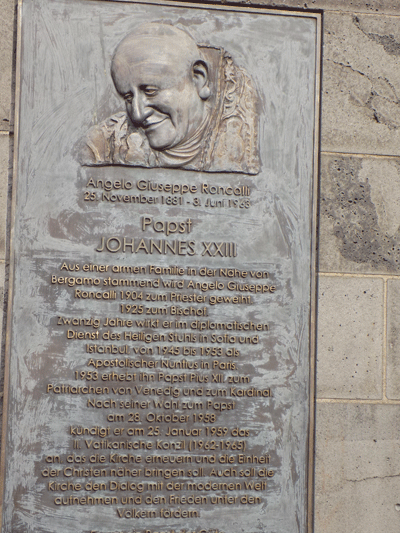 Angelo Giuseppe Roncalli
25. November 1881 - 3. Juni 1963
Papst
JOHANNES XXIII
Aus einer armen Familie in der Nähe von
Bergamo stammend wird Angelo Giuseppe
Roncalli 1904 zum Priester geweiht,
1925 zum Bischof.
Zwanzig Jahre wirkt er im diplomatischen
Dienst des Heiligen Stuhls in Sofia und
Istanbul, von 1945 bis 1953 als
Apostolischer Nuntius in Paris.
1953 erhebt ihn Papst Pius XII. zum
Patriarchen von Venedig und zum Kardinal.
Nach seiner Wahl zum Papst
am 28. Oktober 1958
kündigt er am 25. Januar 1959 das
II. Vatikanische Konzil (1962-1965)
an, das die Kirche erneuern und die Einheit
der Christen näher bringen soll. Auch soll die
Kirche den Dialog mit der modernen Welt
aufnehmen und den Frieden unter den
Völkern fördern.